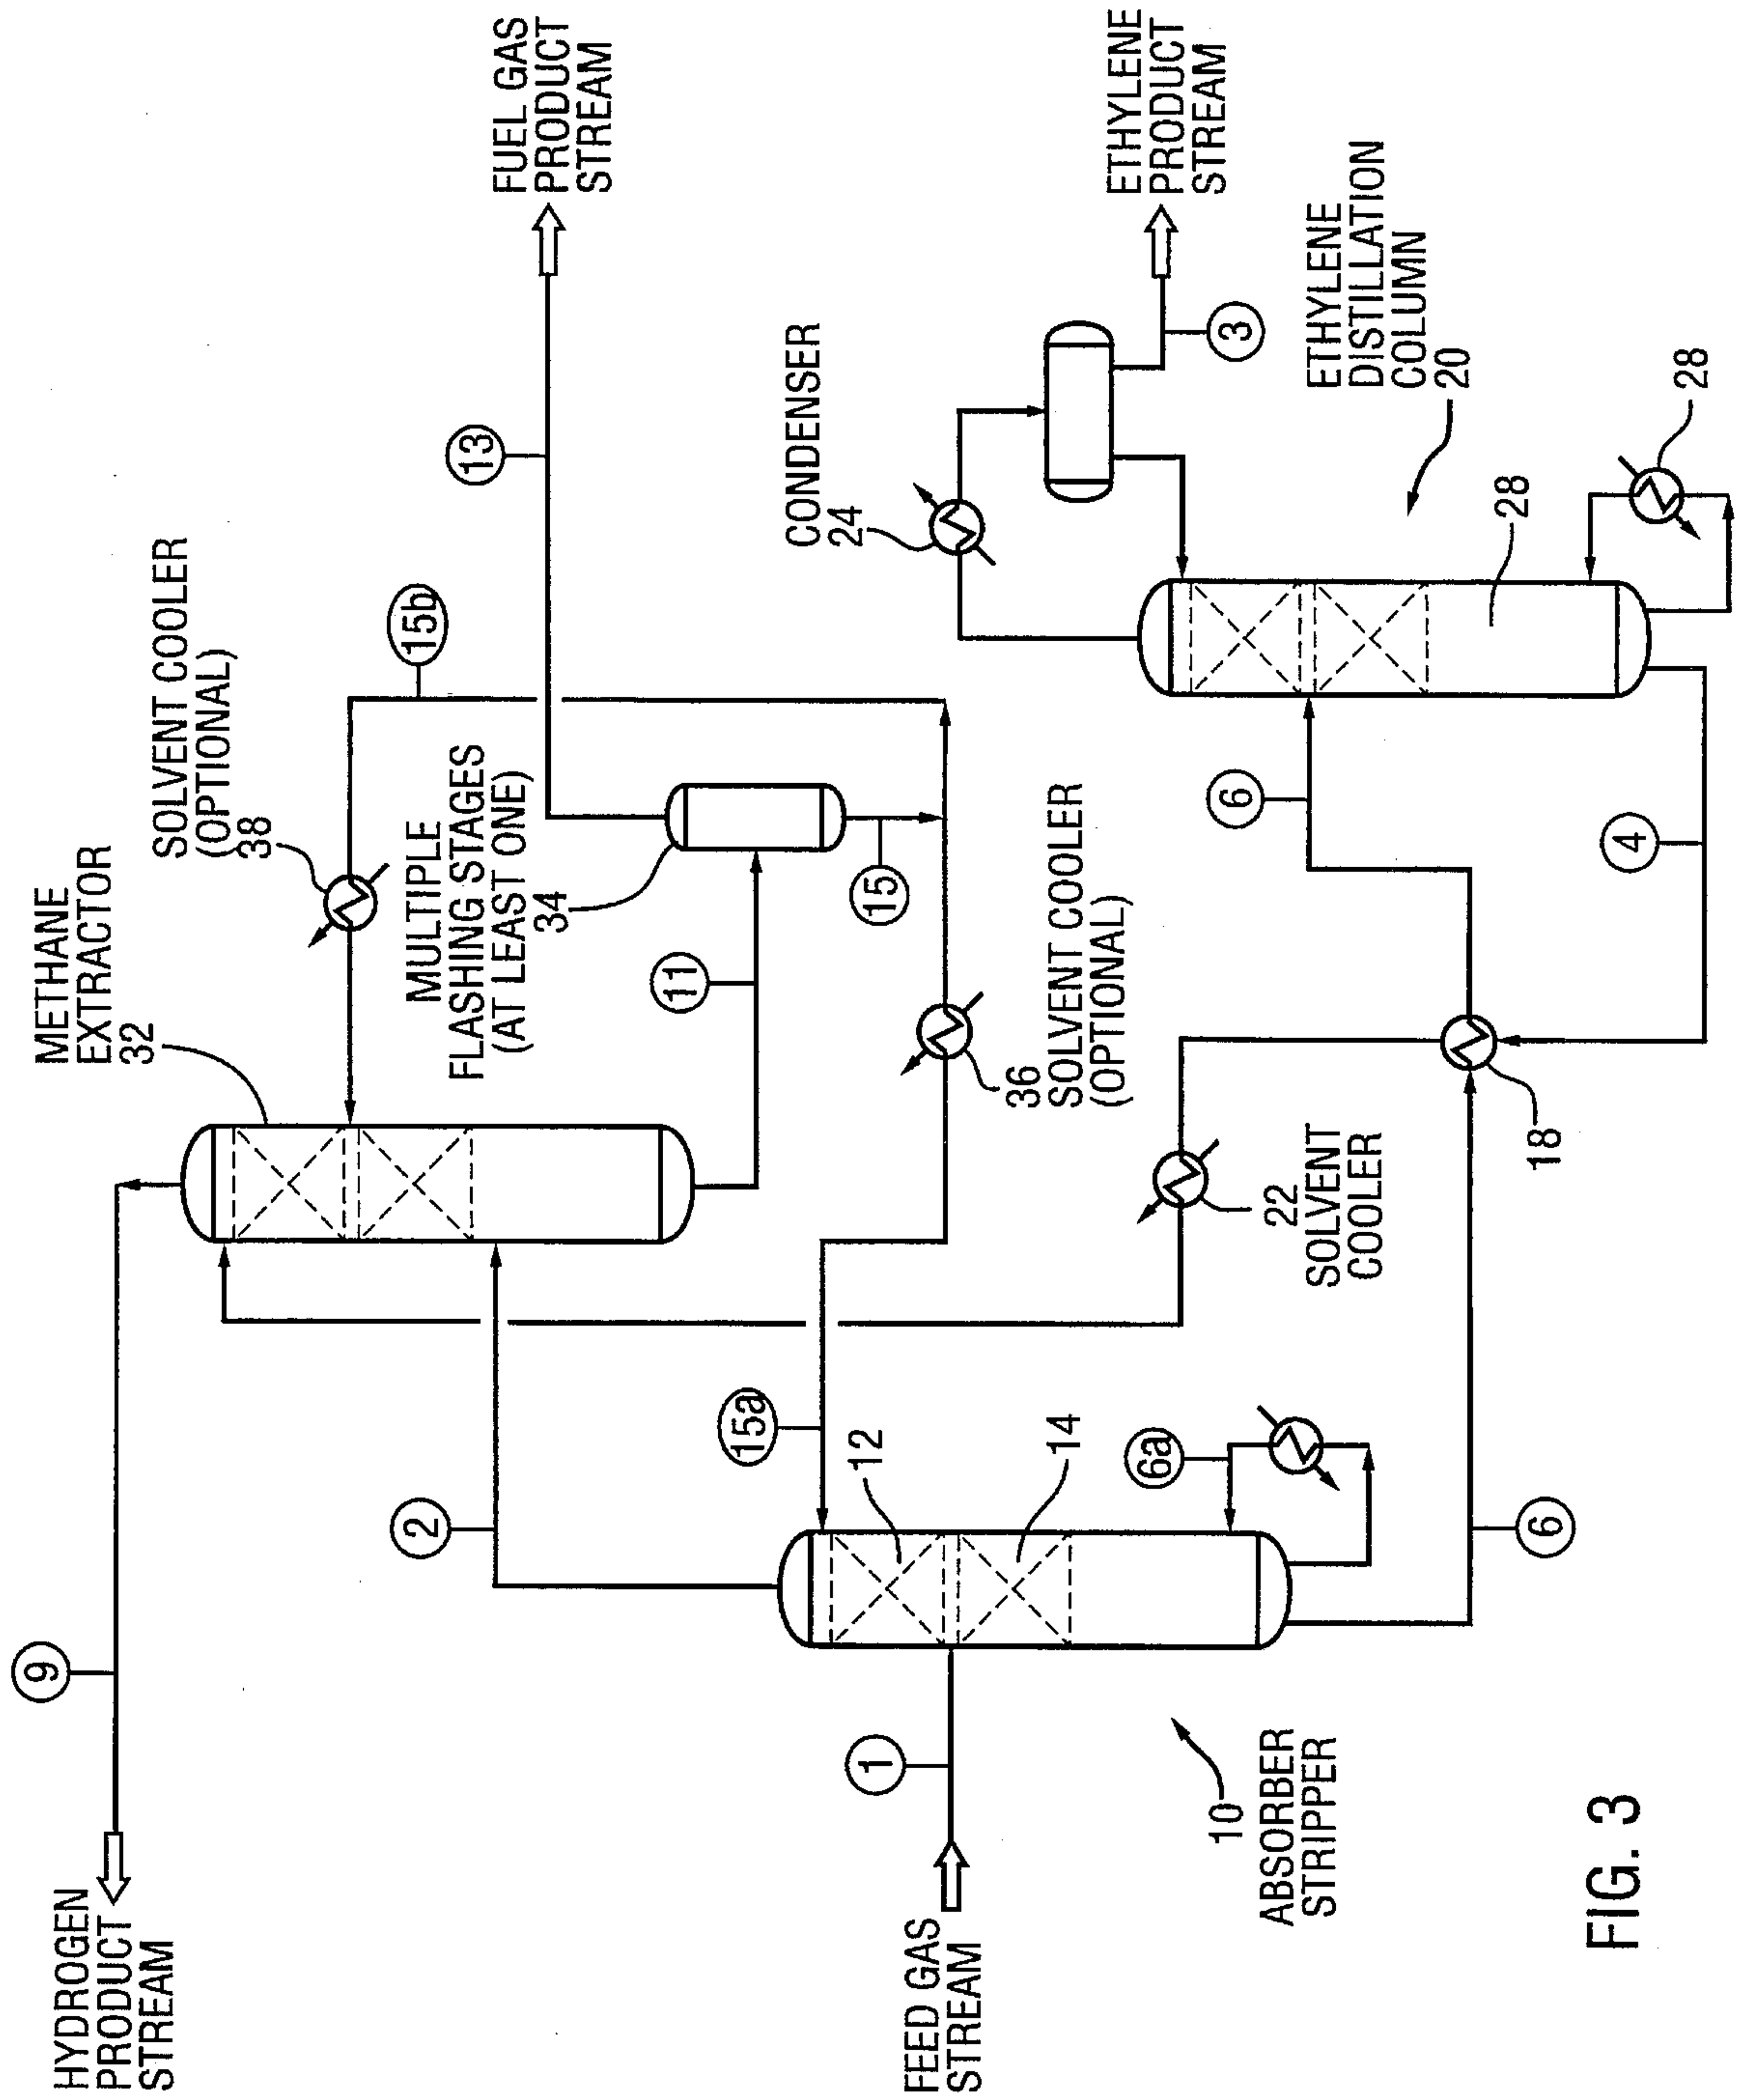 HYDROGEN
PRODUCT
STREAM
9
METHANE
EXTRACTOR
32
SOLVENT COOLER
(OPTIONAL)
38
15b
13
FUEL GAS
PRODUCT
STREAM
2
MULTIPLE
FLASHING STAGES
(AT LEAST ONE)
34
11
15
15a
36
SOLVENT COOLER
(OPTIONAL)
CONDENSER
24
ETHYLENE
PRODUCT
STREAM
3
FEED GAS
STREAM
1
12
14
6a
10
ABSORBER
STRIPPER
22
SOLVENT
COOLER
6
ETHYLENE
DISTILLATION
COLUMN
20
28
28
18
4
6
FIG. 3